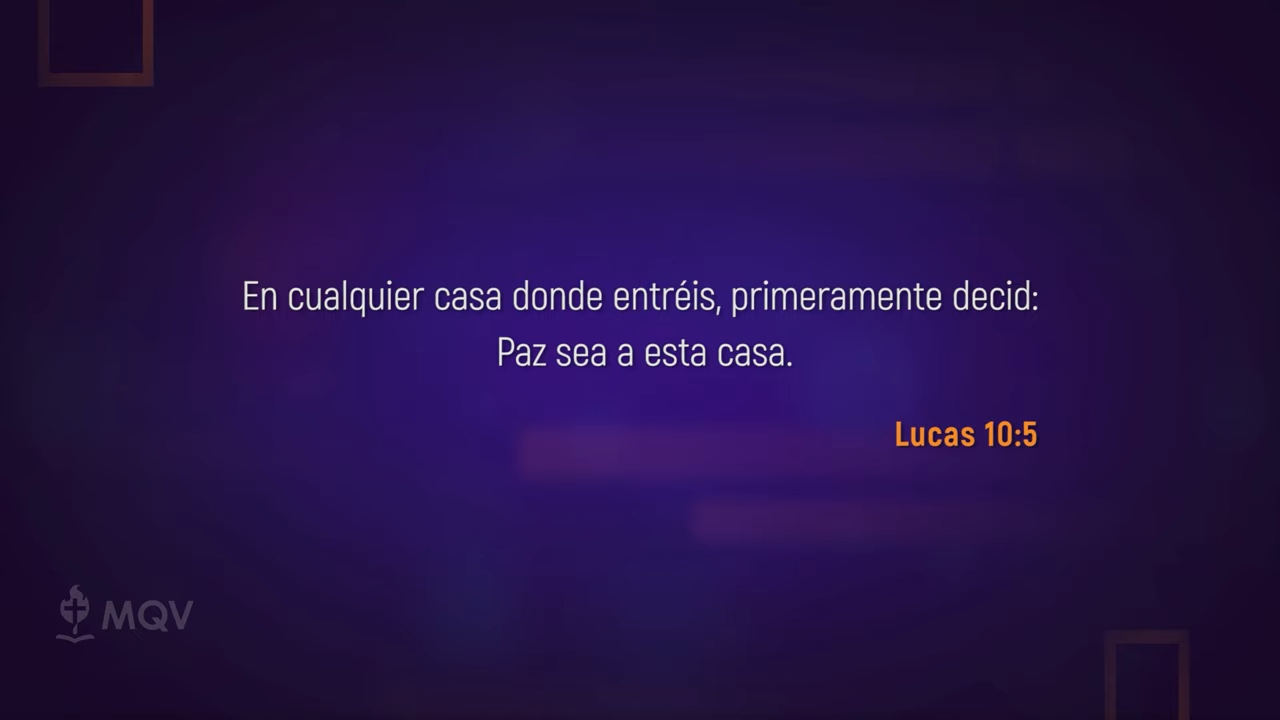 En cualquier casa donde entréis, primeramente decid:
Paz sea a esta casa.
Lucas 10:5
MQV